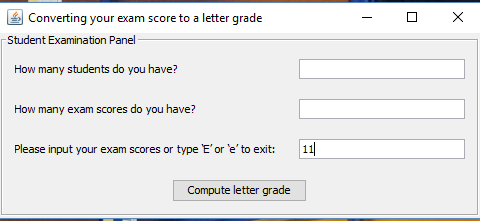 Converting your exam score to a letter grade
Student Examination Panel
How many students do you have?
How many exam scores do you have?
Please input your exam scores or type 'E' or 'e' to exit: 11
Compute letter grade